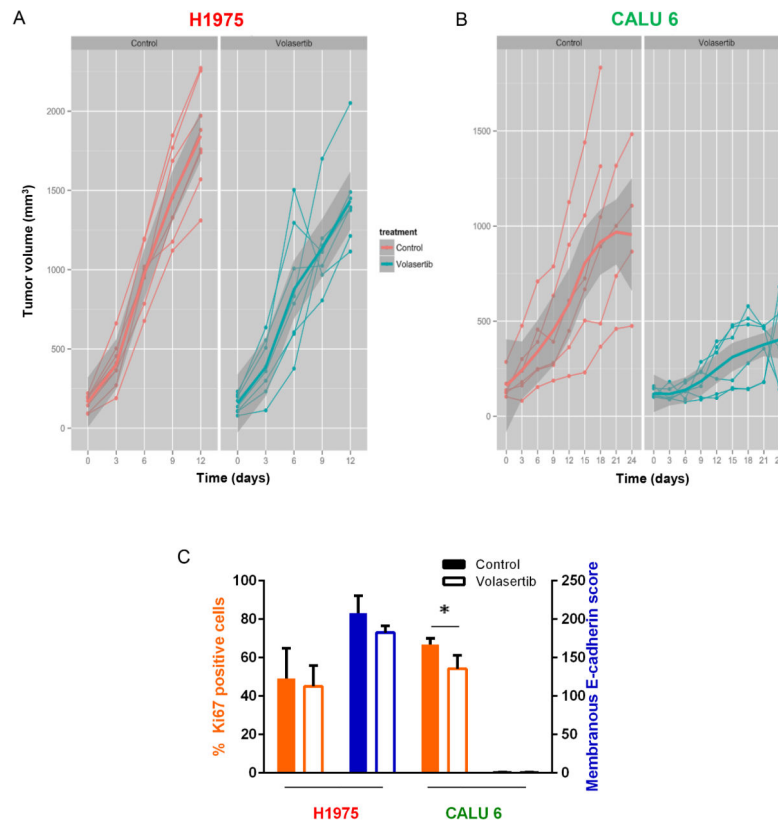 A
H1975
B
CALU 6
Control
Volasertib
Control
Volasertib
Tumor volume (mm³)
2000
1500
1000
500
0
treatment
Control
Volasertib
1500
1000
500
0
0 3 6 9 12
0 3 6 9 12
0 3 6 9 12 15 18 21 24
0 3 6 9 12 15 18 21
Time (days)
Time (days)
C
Control
Volasertib
% Ki67 positive cells
100
80
60
40
20
0
*
250
200
150
100
50
0
Membranous E-cadherin score
H1975
CALU 6